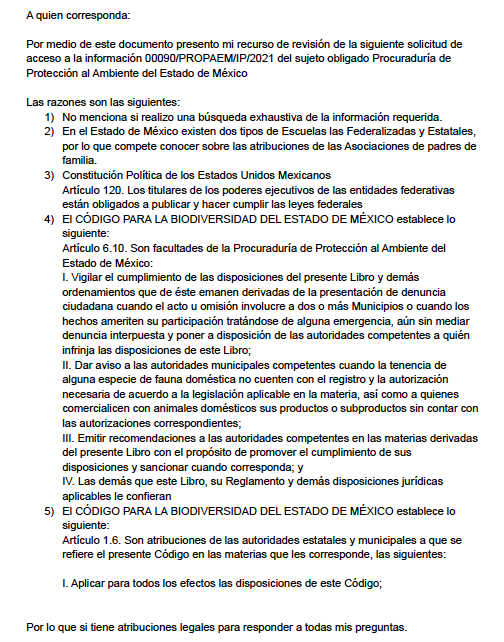 A quien corresponda:
Por medio de este documento presento mi recurso de revisión de la siguiente solicitud de
acceso a la información 00090/PROPAEM/IP/2021 del sujeto obligado Procuraduría de
Protección al Ambiente del Estado de México
Las razones son las siguientes:
1) No menciona si realizo una búsqueda exhaustiva de la información requerida.
2) En el Estado de México existen dos tipos de Escuelas las Federalizadas y Estatales,
por lo que compete conocer sobre las atribuciones de las Asociaciones de padres de
familia.
3) Constitución Política de los Estados Unidos Mexicanos
Artículo 120. Los titulares de los poderes ejecutivos de las entidades federativas
están obligados a publicar y hacer cumplir las leyes federales
4) El CÓDIGO PARA LA BIODIVERSIDAD DEL ESTADO DE MÉXICO establece lo
siguiente:
Artículo 6.10. Son facultades de la Procuraduría de Protección al Ambiente del
Estado de México:
I. Vigilar el cumplimiento de las disposiciones del presente Libro y demás
ordenamientos que de éste emanen derivadas de la presentación de denuncia
ciudadana cuando el acto u omisión involucre a dos o más Municipios o cuando los
hechos ameriten su participación tratándose de alguna emergencia, aún sin mediar
denuncia interpuesta y poner a disposición de las autoridades competentes a quién
infrinja las disposiciones de este Libro;
II. Dar aviso a las autoridades municipales competentes cuando la tenencia de
alguna especie de fauna doméstica no cuenten con el registro y la autorización
necesaria de acuerdo a la legislación aplicable en la materia, así como a quienes
comercialicen con animales domésticos sus productos o subproductos sin contar con
las autorizaciones correspondientes;
III. Emitir recomendaciones a las autoridades competentes en las materias derivadas
del presente Libro con el propósito de promover el cumplimiento de sus
disposiciones y sancionar cuando corresponda; y
IV. Las demás que este Libro, su Reglamento y demás disposiciones jurídicas
aplicables le confieran
5) El CÓDIGO PARA LA BIODIVERSIDAD DEL ESTADO DE MÉXICO establece lo
siguiente:
Artículo 1.6. Son atribuciones de las autoridades estatales y municipales a que se
refiere el presente Código en las materias que les corresponde, las siguientes:
I. Aplicar para todos los efectos las disposiciones de este Código;
Por lo que si tiene atribuciones legales para responder a todas mis preguntas.